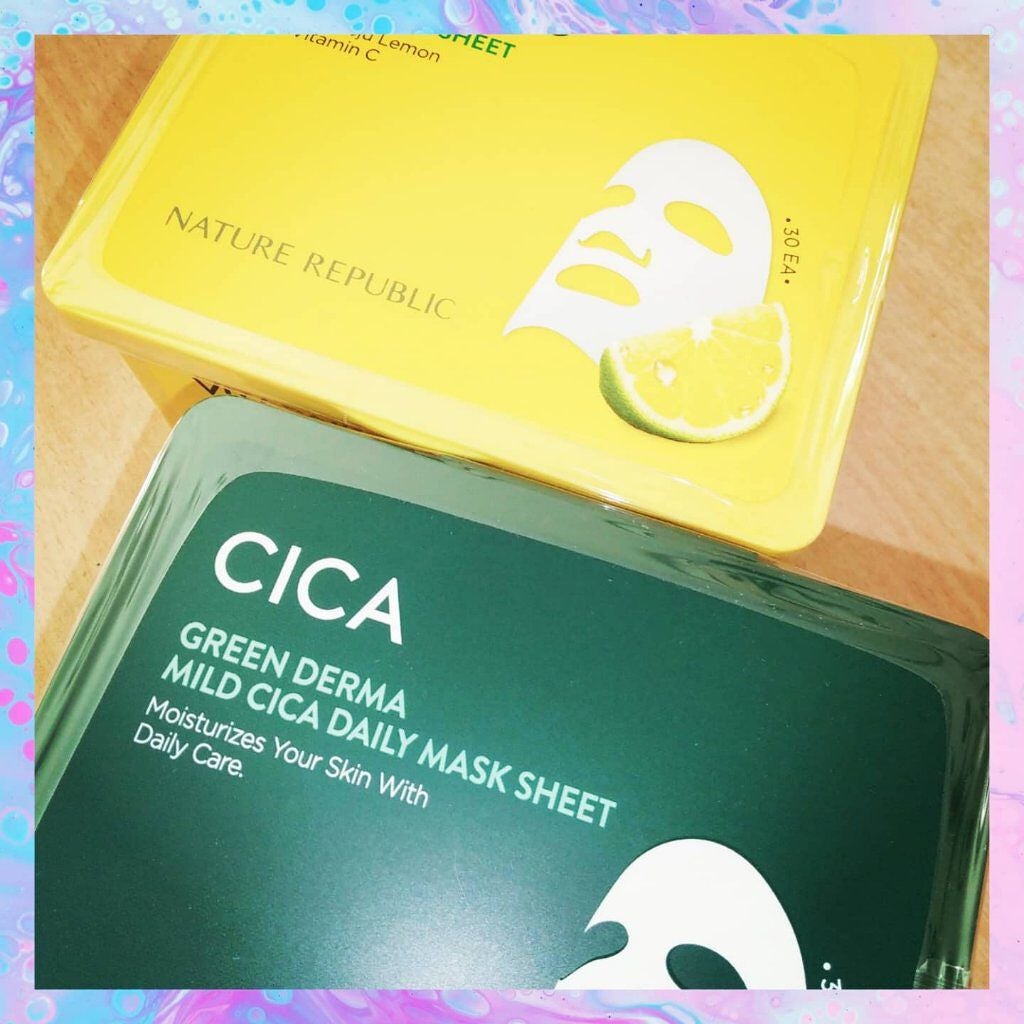 SHEET
Lemon
Vitamin C
NATURE REPUBLIC
•30 EA•
CICA
GREEN DERMA
MILD CICA DAILY MASK SHEET
Moisturizes Your Skin With
Daily Care.